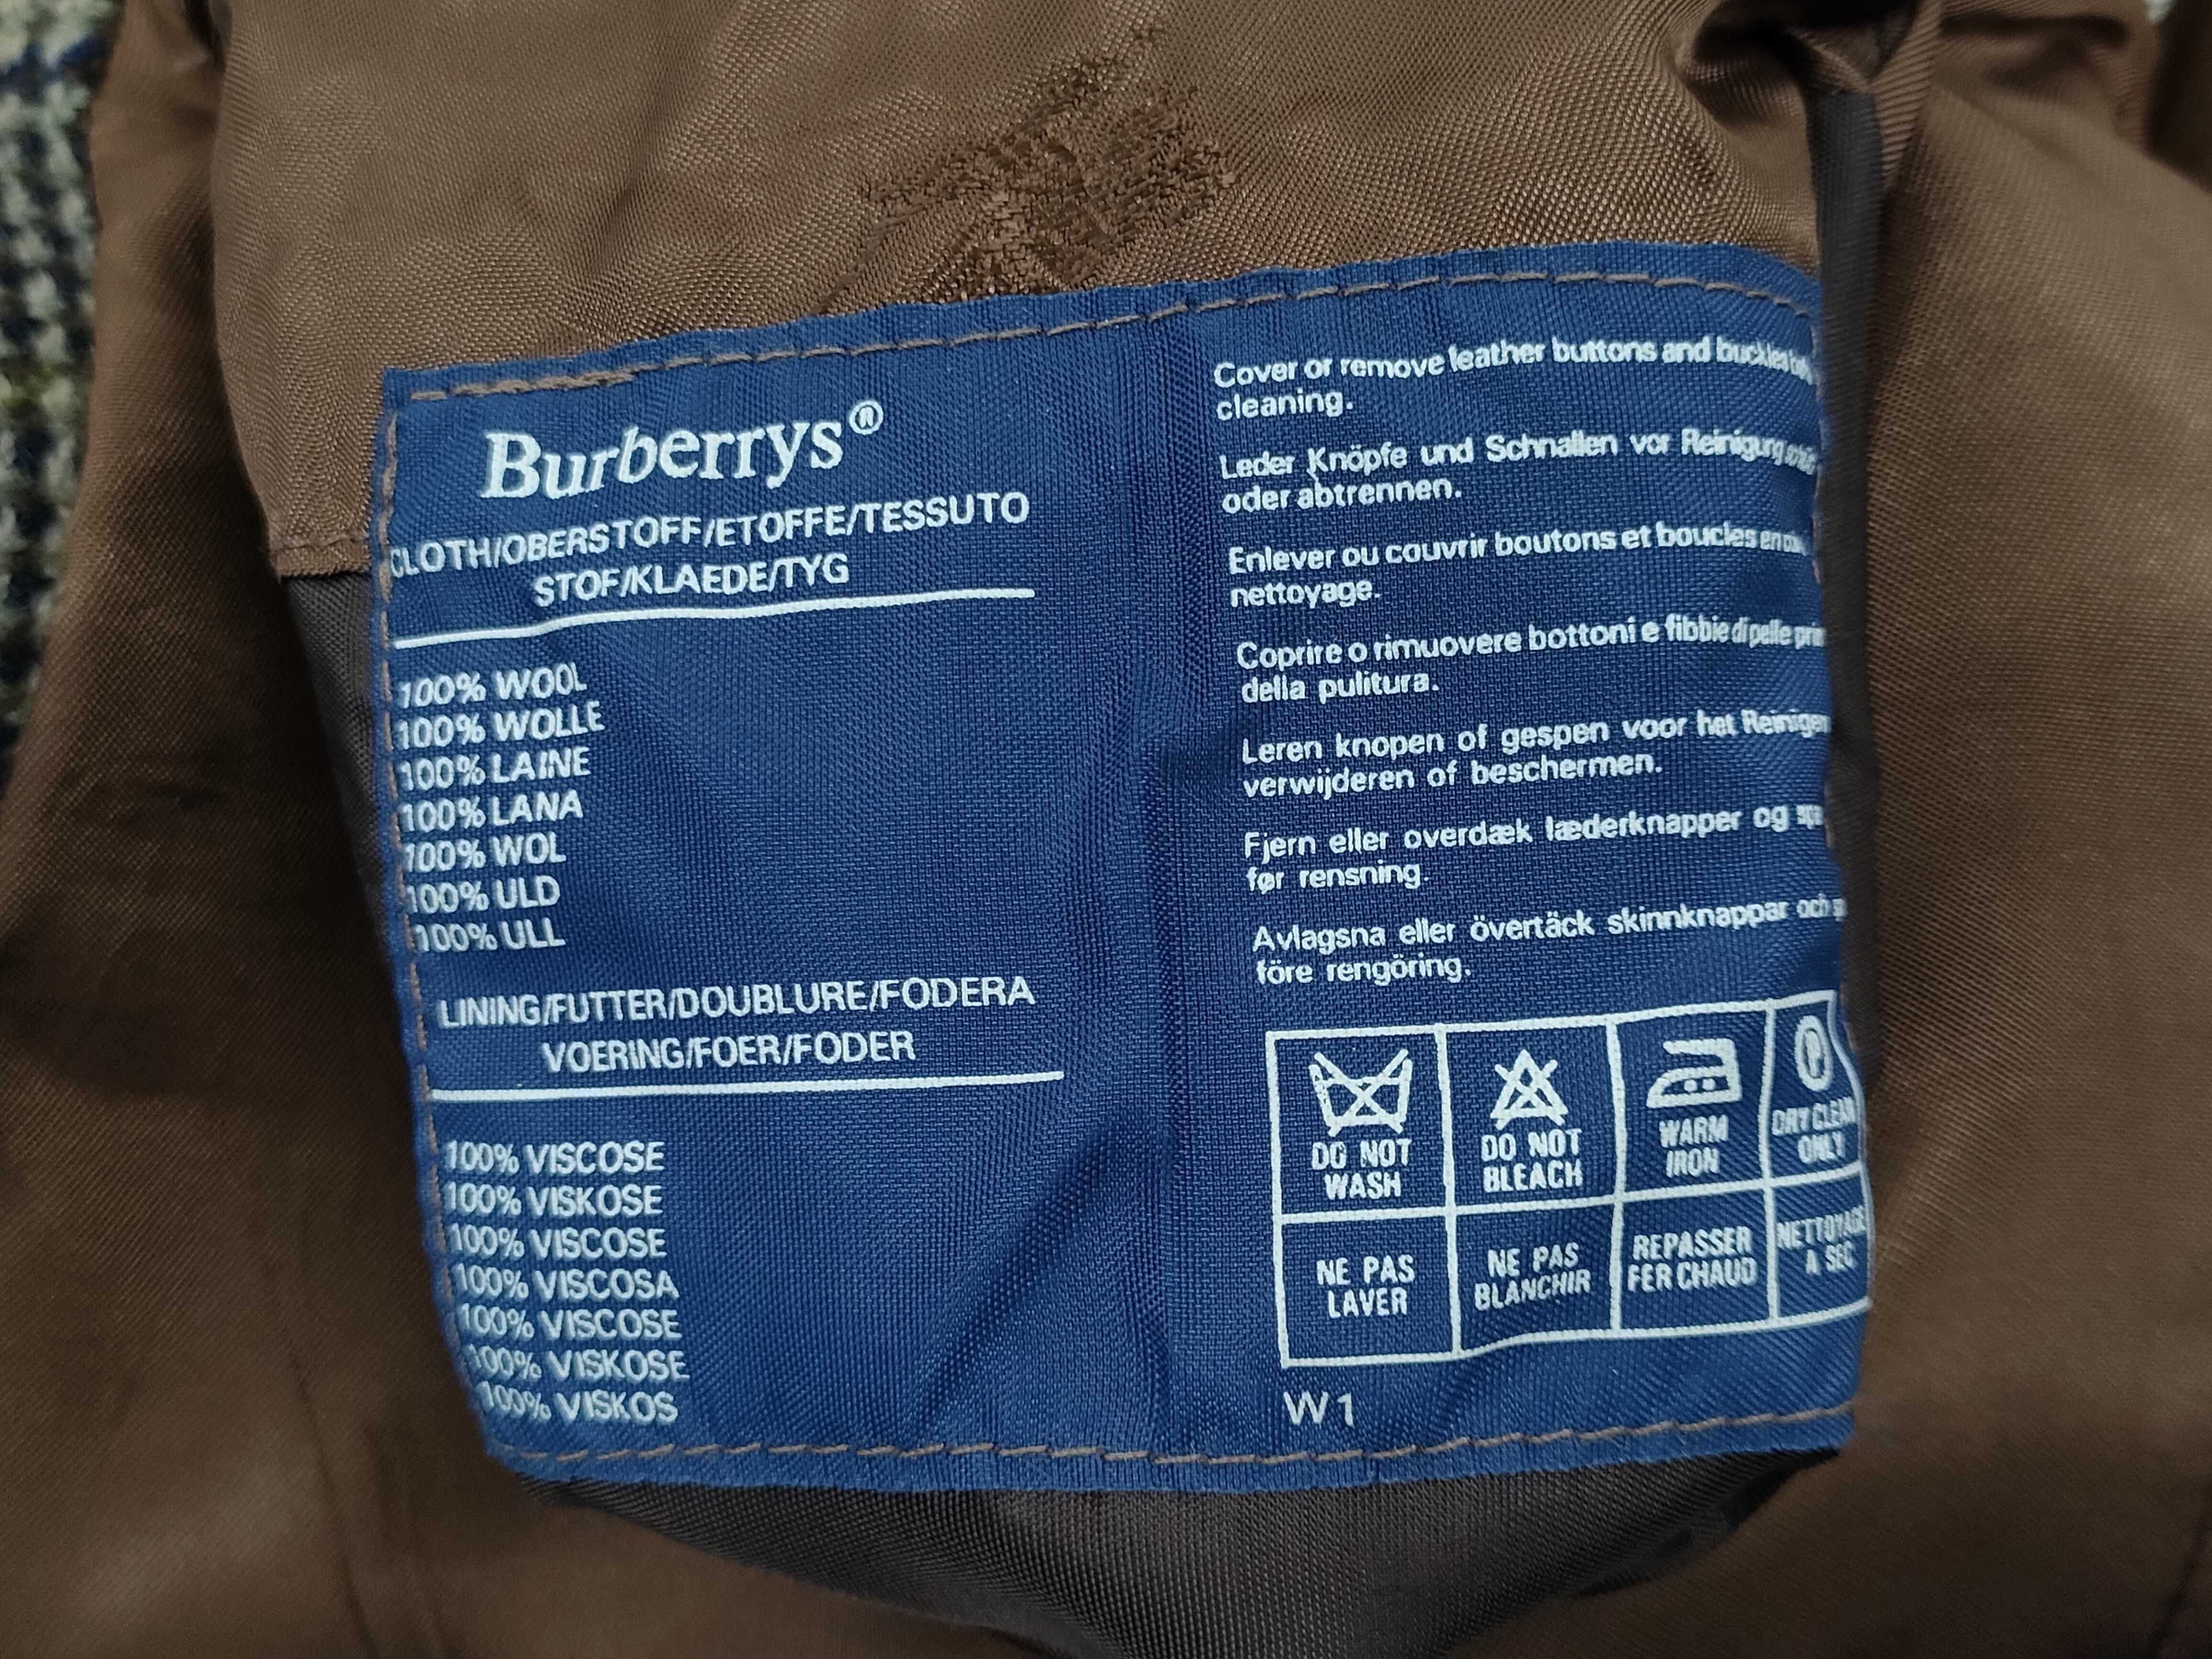 Burberrys®
CLOTH/OBERSTOFF/ETOFFE/TESSUTO
STOF/KLAEDE/TYG
100% WOOL
100% WOLLE
100% LAINE
100% LANA
100% WOL
100% ULD
100% ULL
LINING/FUTTER/DOUBLURE/FODERA
VOERING/FOER/FODER
100% VISCOSE
100% VISKOSE
100% VISCOSE
100% VISCOSA
100% VISCOSE
100% VISKOSE
100% VISKOS
Cover or remove leather buttons and buckles
cleaning.
Leder Knöpfe und Schnallen vor Reinigung
oder abtrennen.
Enlever ou couvrir boutons et boucles en
nettoyage.
Coprire o rimuovere bottoni e fibbie di pelle
della pulitura.
Leren knopen of gespen voor het Reinigen
verwijderen of beschermen.
Fjern eller overdæk læderknapper og
før rensning.
Avlagsna eller övertäck skinnknappar och
före rengöring.
DO NOT
WASH
DO NOT
BLEACH
WARM
IRON
P
DRY CLEAN
ONLY
NE PAS
LAVER
NE PAS
BLANCHIR
REPASSER
FER CHAUD
NETTOYAGE
A SEC
W1